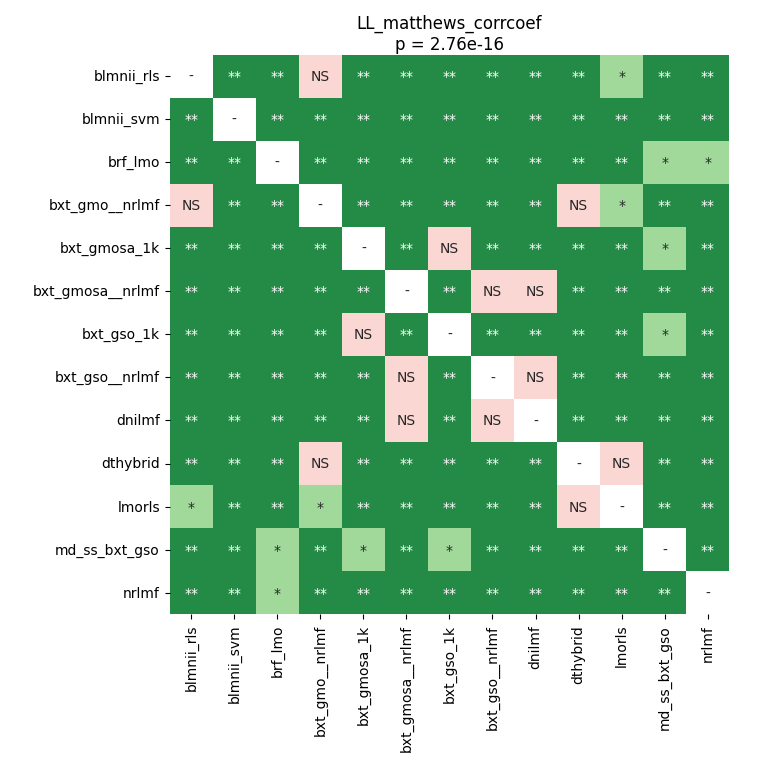 LL_matthews_corrcoef
p = 2.76e-16
blmnii_rls - ** ** NS ** ** ** ** ** ** * ** **
blmnii_svm ** - ** ** ** ** ** ** ** ** ** ** **
brf_lmo ** ** - ** ** ** ** ** ** ** ** * *
bxt_gmo__nrlmf NS ** ** - ** ** ** ** ** NS * ** **
bxt_gmosa_1k ** ** ** ** - ** NS ** ** ** ** * **
bxt_gmosa__nrlmf ** ** ** ** ** - ** NS NS ** ** ** **
bxt_gso_1k ** ** ** ** NS ** - ** ** ** ** * **
bxt_gso__nrlmf ** ** ** ** ** NS ** - NS ** ** ** **
dnilmf ** ** ** ** ** NS ** NS - ** ** ** **
dthybrid ** ** ** NS ** ** ** ** ** - NS ** **
lmorls * ** ** * ** ** ** ** ** NS - ** **
md_ss_bxt_gso ** ** * ** * ** * ** ** ** ** - **
nrlmf ** ** * ** ** ** ** ** ** ** ** ** -
blmnii_rls
blmnii_svm
brf_lmo
bxt_gmo__nrlmf
bxt_gmosa_1k
bxt_gmosa__nrlmf
bxt_gso_1k
bxt_gso__nrlmf
dnilmf
dthybrid
lmorls
md_ss_bxt_gso
nrlmf